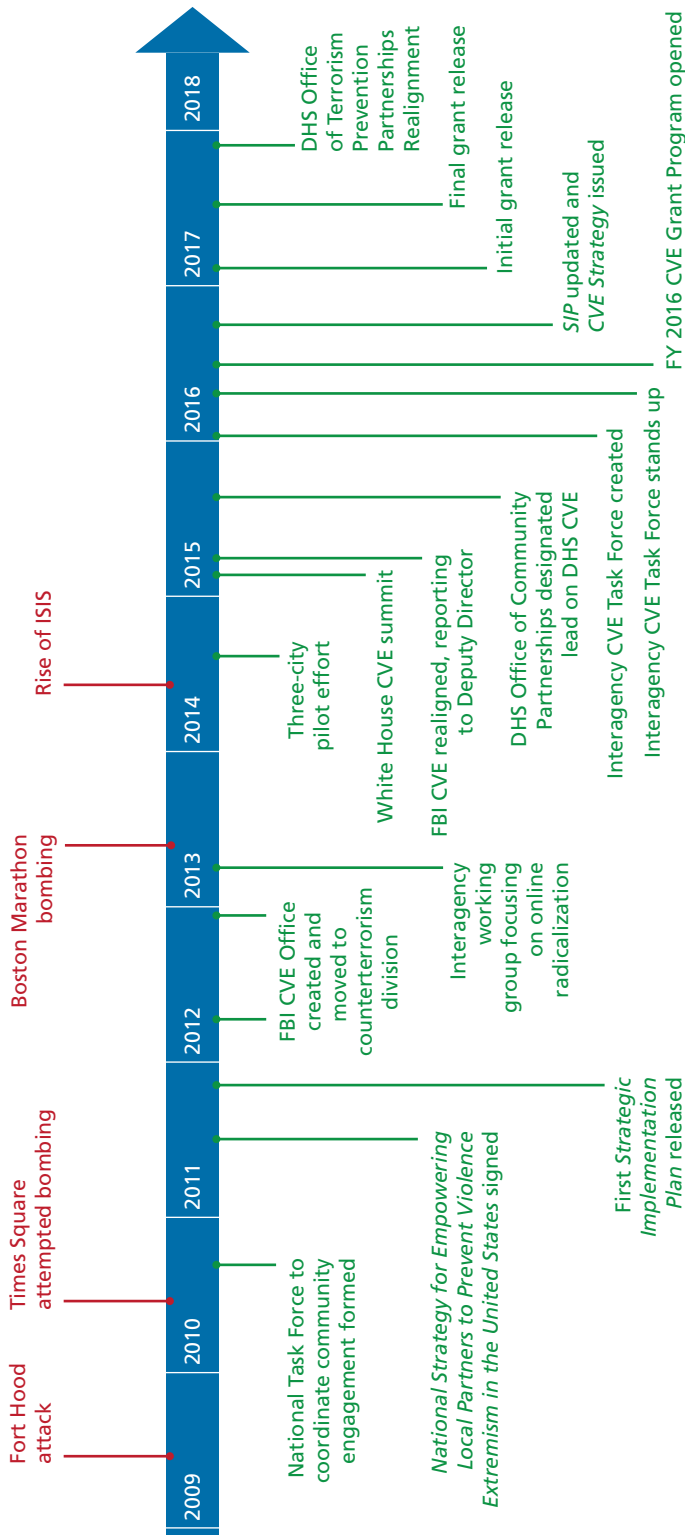 Fort Hood
attack
Times Square
attempted bombing
Boston Marathon
bombing
Rise of ISIS
2009
2010
2011
2012
2013
2014
2015
2016
2017
2018
National Task Force to
coordinate community
engagement formed
National Strategy for Empowering
Local Partners to Prevent Violence
Extremism in the United States signed
First Strategic
Implementation
Plan released
FBI CVE Office
created and
moved to
counterterrorism
division
Interagency
working
group focusing
on online
radicalization
Three-city
pilot effort
White House CVE summit
FBI CVE realigned, reporting
to Deputy Director
DHS Office of Community
Partnerships designated
lead on DHS CVE
Interagency CVE Task Force created
Interagency CVE Task Force stands up
FY 2016 CVE Grant Program opened
SIP updated and
CVE Strategy issued
Initial grant release
Final grant release
DHS Office
of Terrorism
Prevention
Partnerships
Realignment